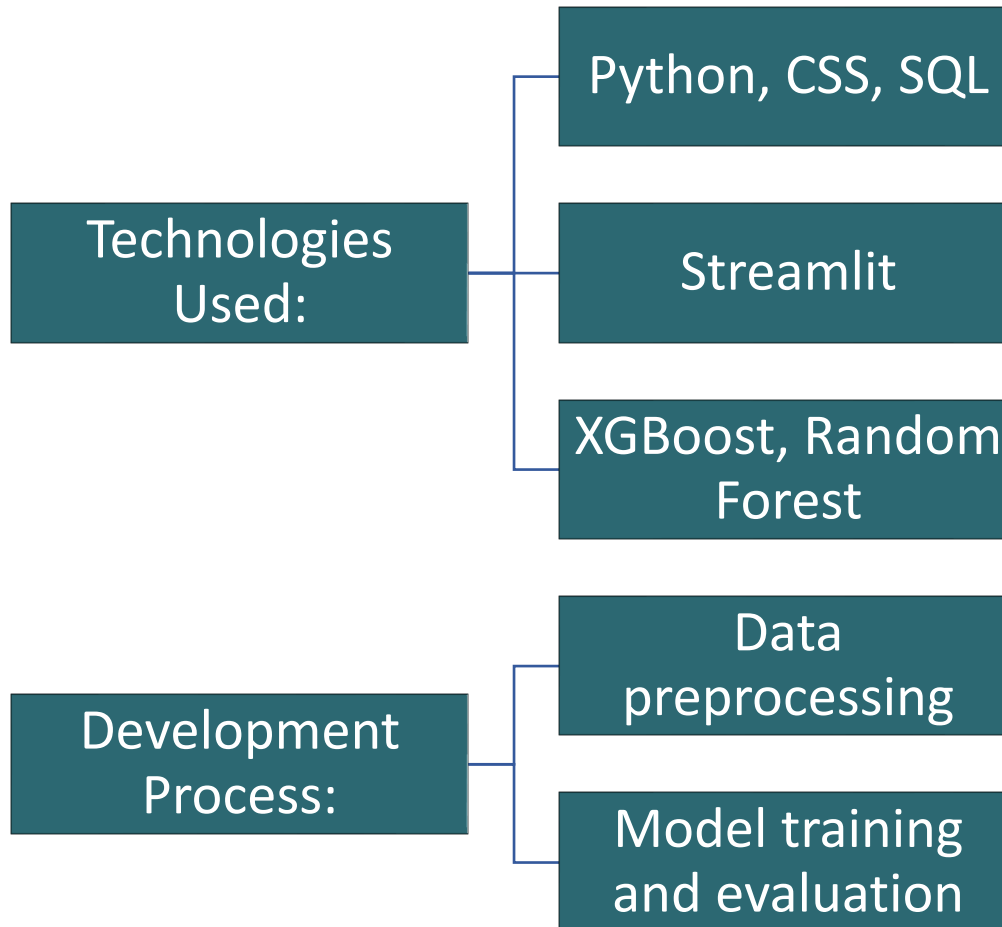 Technologies
Used:
Python, CSS, SQL
Streamlit
XGBoost, Random
Forest
Development
Process:
Data
preprocessing
Model training
and evaluation